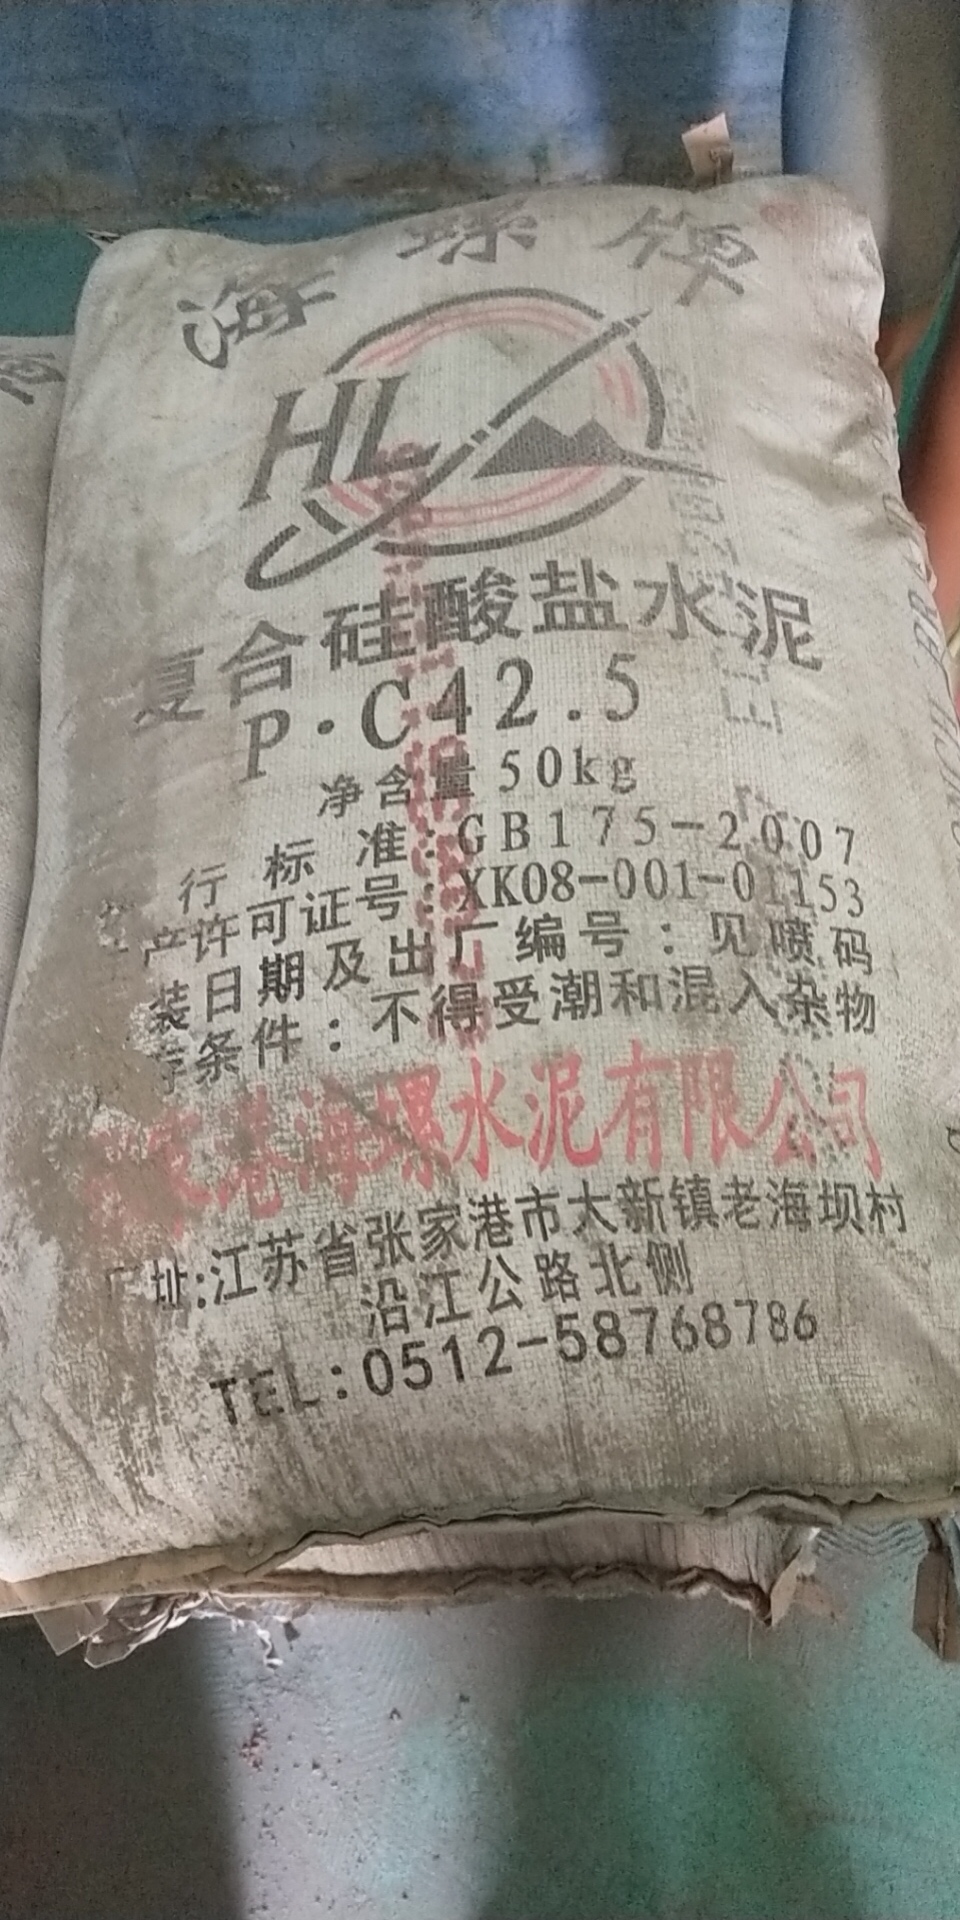 海螺牌
HL
复合硅酸盐水泥
P·C42.5
净含量 50kg
行标准:GB175-2007
产许可证号:XK08-001-01153
装日期及出厂编号:见喷码
存条件:不得受潮和混入杂物
家港海螺水泥有限公司
厂址:江苏省张家港市大新镇老海坝村
沿江公路北侧
TEL:0512-58768786